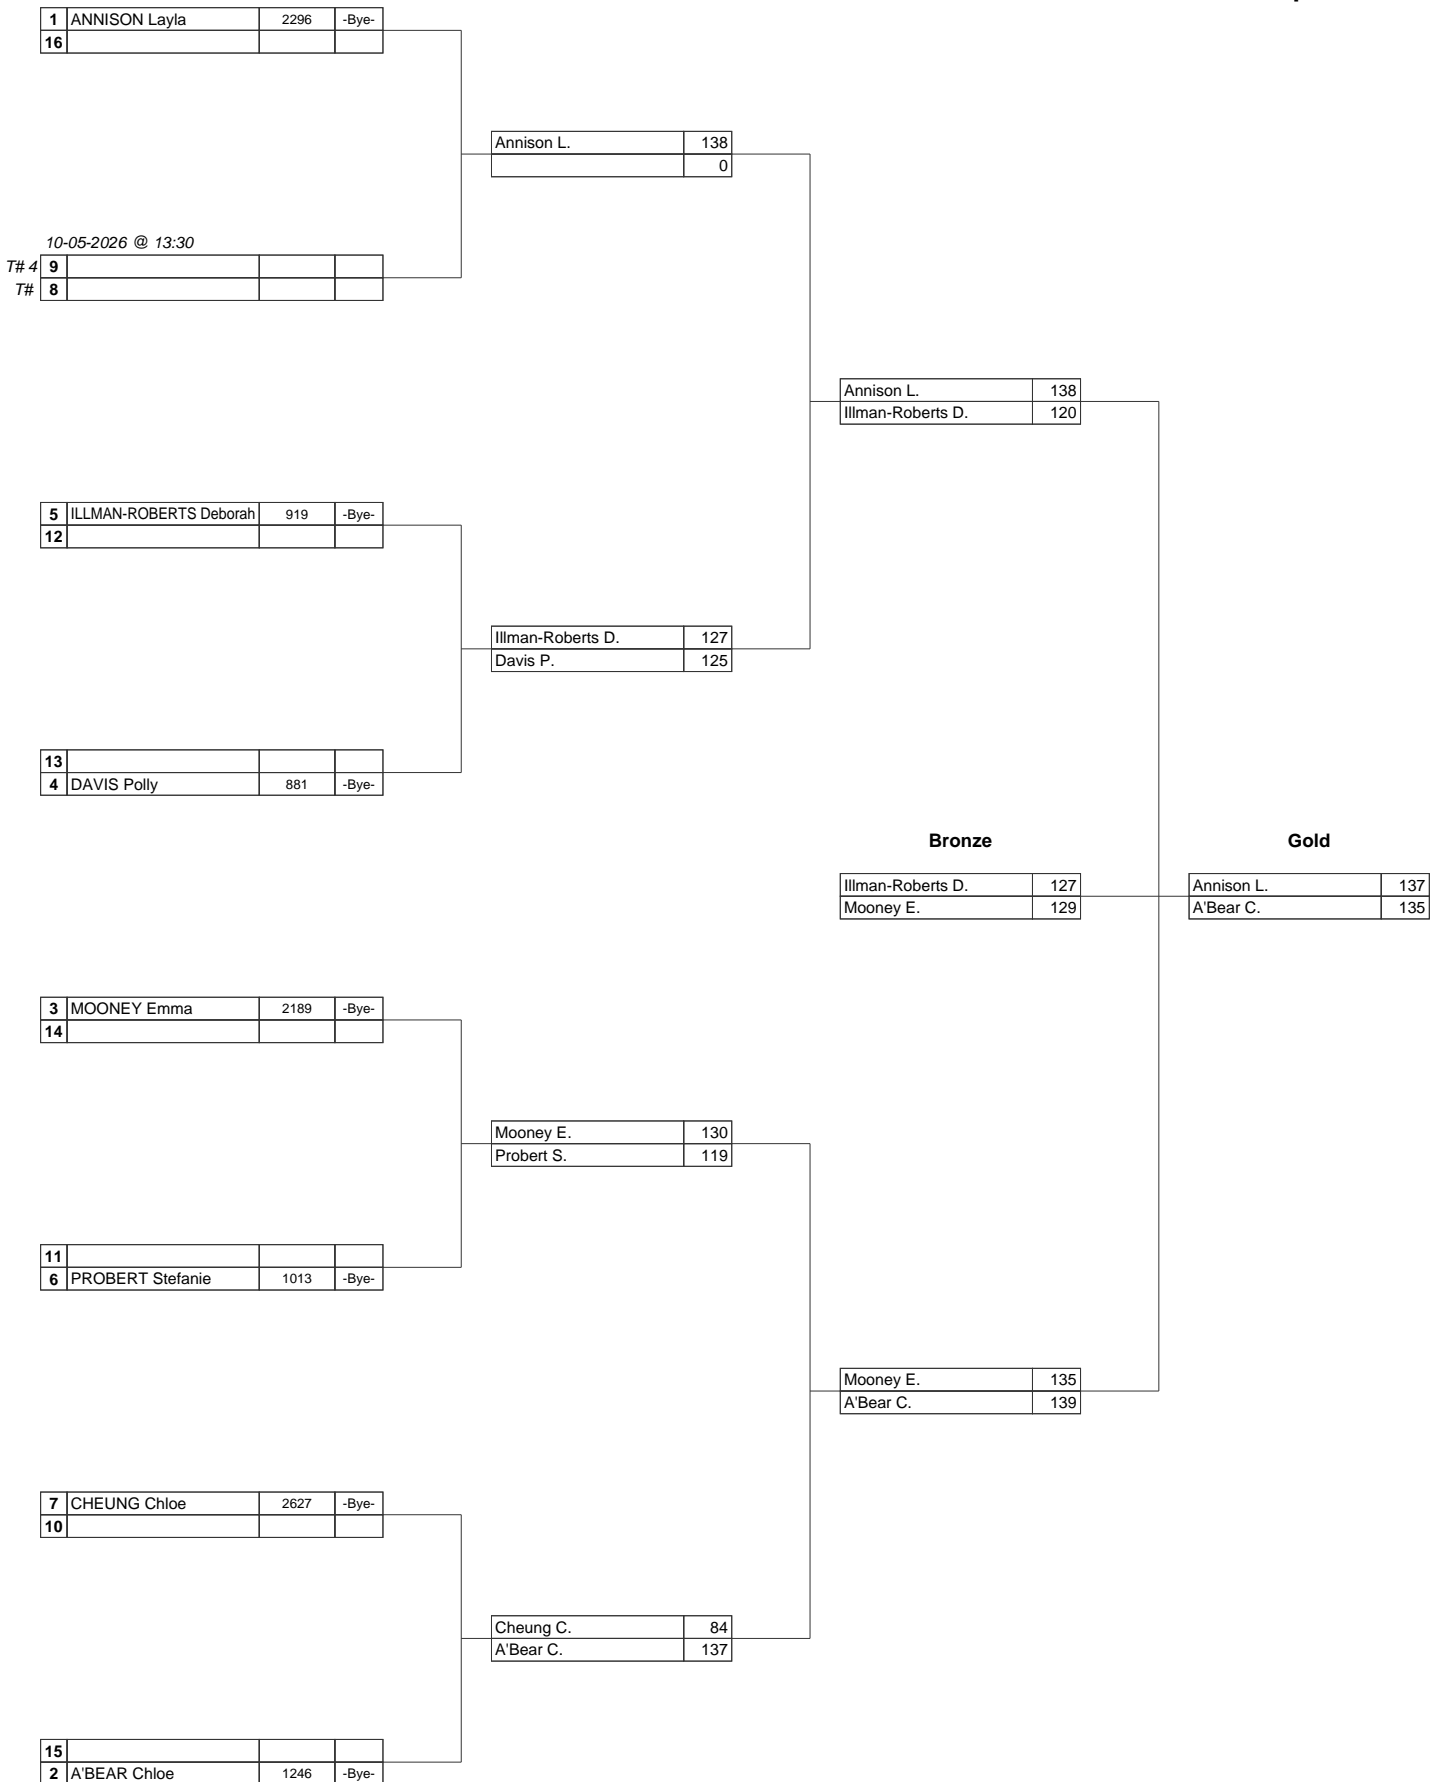 1 ANNISON Layla 2296 -Bye-
16
Annison L. 138
0
10-05-2026 @ 13:30
T# 4 9
T# 8
Annison L. 138
Illman-Roberts D. 120
5 ILLMAN-ROBERTS Deborah 919 -Bye-
12
Illman-Roberts D. 127
Davis P. 125
13
4 DAVIS Polly 881 -Bye-
Bronze Gold
Illman-Roberts D. 127 Annison L. 137
Mooney E. 129 A'Bear C. 135
3 MOONEY Emma 2189 -Bye-
14
Mooney E. 130
Probert S. 119
11
6 PROBERT Stefanie 1013 -Bye-
Mooney E. 135
A'Bear C. 139
7 CHEUNG Chloe 2627 -Bye-
10
Cheung C. 84
A'Bear C. 137
15
2 A'BEAR Chloe 1246 -Bye-